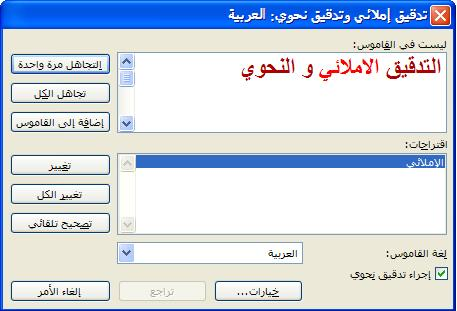 تدقيق إملائي وتدقيق نحوي: العربية
ليست في القاموس:
التدقيق الاملائي و النحوي
التجاهل مرة واحدة
تجاهل الكل
إضافة إلى القاموس
اقتراحات:
الإملائي
تغيير
تغيير الكل
تصحيح تلقائي
لغة القاموس:
العربية
إجراء تدقيق نحوي
خيارات...
تراجع
إلغاء الأمر